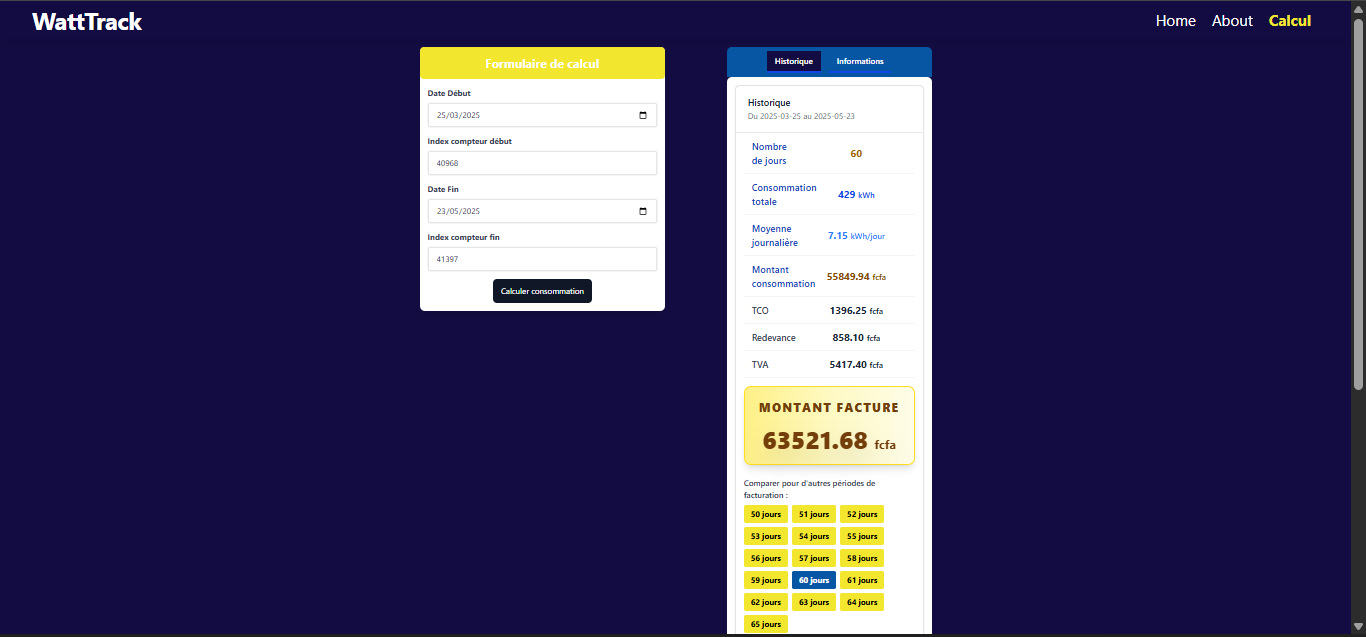 WattTrack
Home About Calcul
Formulaire de calcul
Date Début
25/03/2025
Index compteur début
40968
Date Fin
23/05/2025
Index compteur fin
41397
Calculer consommation
Historique Informations
Historique
Du 2025-03-25 au 2025-05-23
Nombre
de jours
60
Consommation
totale
429 kWh
Moyenne
journalière
7.15 kWh/jour
Montant
consommation
55849.94 fcfa
TCO 1396.25 fcfa
Redevance 858.10 fcfa
TVA 5417.40 fcfa
MONTANT FACTURE
63521.68 fcfa
Comparer pour d'autres périodes de
facturation :
50 jours 51 jours 52 jours
53 jours 54 jours 55 jours
56 jours 57 jours 58 jours
59 jours 60 jours 61 jours
62 jours 63 jours 64 jours
65 jours